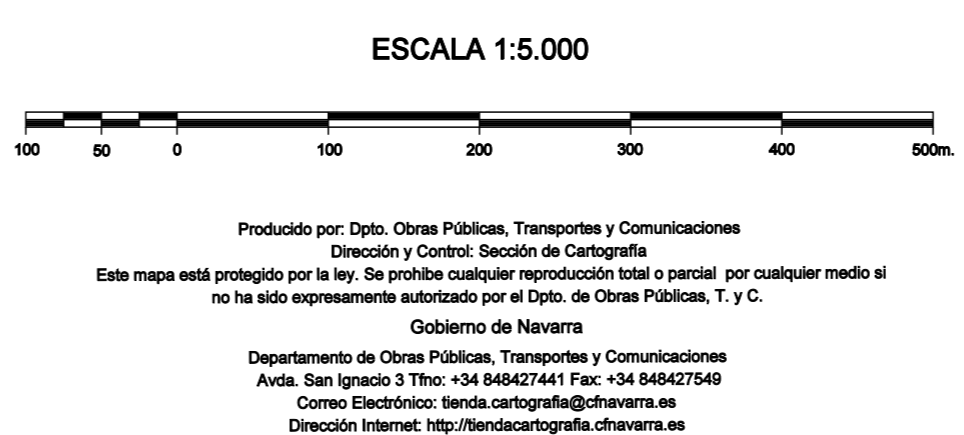 ESCALA 1:5.000
100 50 0 100 200 300 400 500m.
Producido por: Dpto. Obras Públicas, Transportes y Comunicaciones
Dirección y Control: Sección de Cartografía
Este mapa está protegido por la ley. Se prohibe cualquier reproducción total o parcial por cualquier medio si
no ha sido expresamente autorizado por el Dpto. de Obras Públicas, T. y C.
Gobierno de Navarra
Departamento de Obras Públicas, Transportes y Comunicaciones
Avda. San Ignacio 3 Tfno: +34 848427441 Fax: +34 848427549
Correo Electrónico: tienda.cartografia@cfnavarra.es
Dirección Internet: http://tiendacartografia.cfnavarra.es